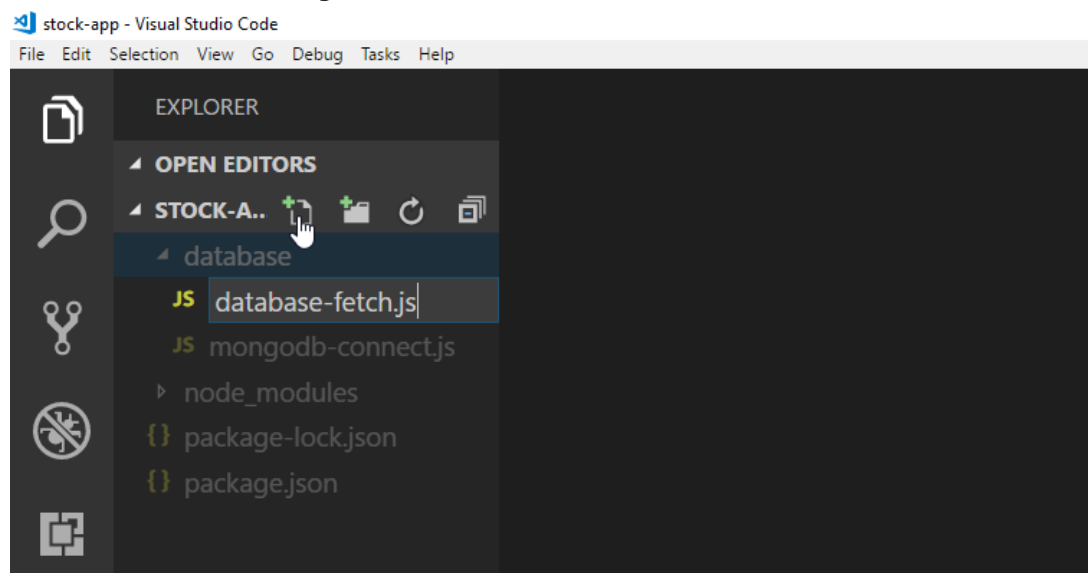 stock-app - Visual Studio Code
File Edit Selection View Go Debug Tasks Help
EXPLORER
OPEN EDITORS
STOCK-A..
database
JS database-fetch.js
JS mongodb-connect.js
node_modules
{} package-lock.json
{} package.json